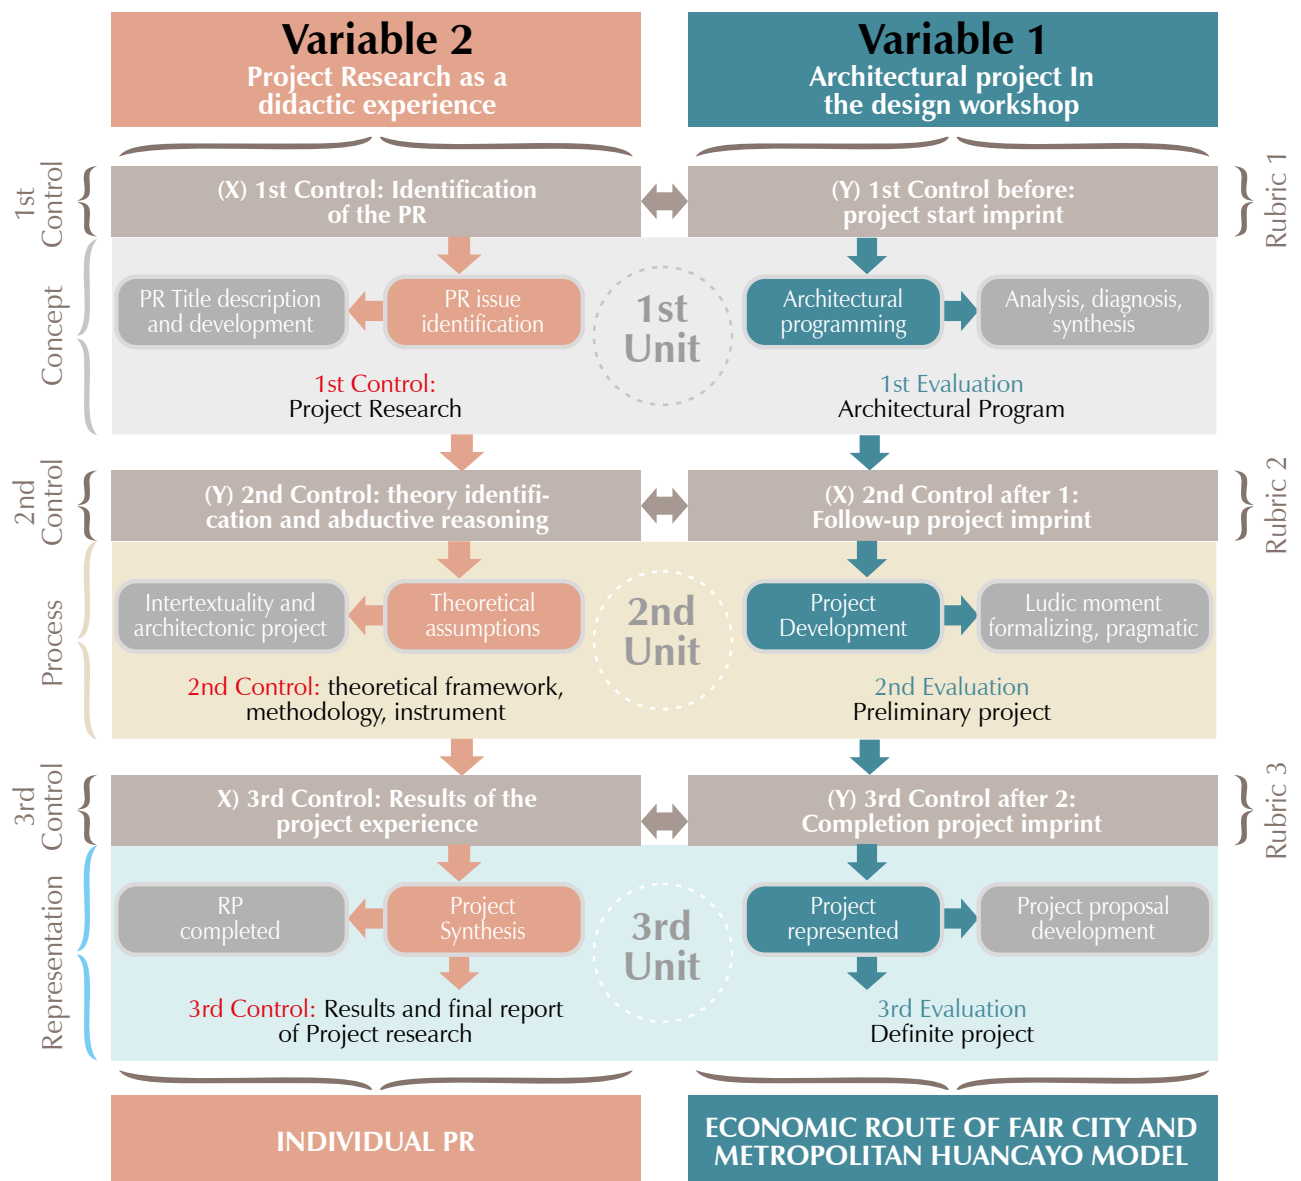 Variable 2
Project Research as a
didactic experience
Variable 1
Architectural project In
the design workshop
1st
Control
(X) 1st Control: Identification
of the PR
(Y) 1st Control before:
project start imprint
Rubric 1
Concept
PR Title description
and development
PR issue
identification
1st
Unit
Architectural
programming
Analysis, diagnosis,
synthesis
1st Control:
Project Research
1st Evaluation
Architectural Program
2nd
Control
(Y) 2nd Control: theory identifi-
cation and abductive reasoning
(X) 2nd Control after 1:
Follow-up project imprint
Rubric 2
Process
Intertextuality and
architectonic project
Theoretical
assumptions
2nd
Unit
Project
Development
Ludic moment
formalizing, pragmatic
2nd Control: theoretical framework,
methodology, instrument
2nd Evaluation
Preliminary project
3rd
Control
X) 3rd Control: Results of the
project experience
(Y) 3rd Control after 2:
Completion project imprint
Rubric 3
Representation
RP
completed
Project
Synthesis
3rd
Unit
Project
represented
Project proposal
development
3rd Control: Results and final report
of Project research
3rd Evaluation
Definite project
INDIVIDUAL PR
ECONOMIC ROUTE OF FAIR CITY AND
METROPOLITAN HUANCAYO MODEL